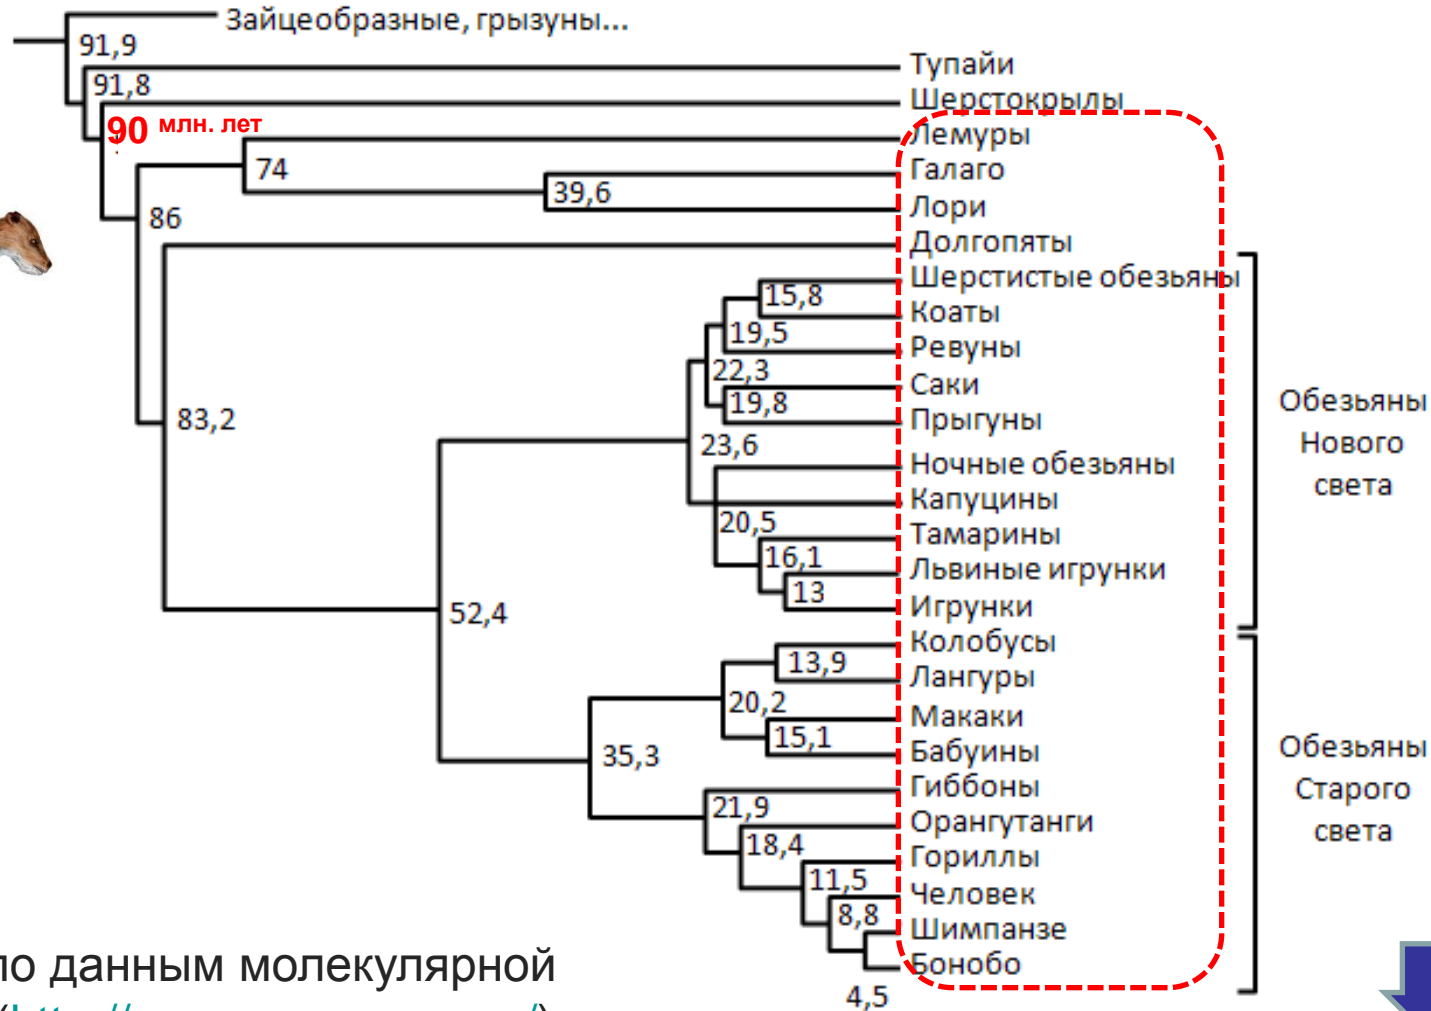 Зайцеобразные, грызуны...
91,9
Тупайи
91,8
Шерстокрылы
90 млн. лет
Лемуры
74
Галаго
39,6
Лори
86
Долгопяты
Шерстистые обезьяны
15,8
Коаты
19,5
Ревуны
22,3
Саки
19,8
Прыгуны
83,2
23,6
Ночные обезьяны
Капуцины
20,5
Тамарины
16,1
Львиные игрунки
13
Игрунки
52,4
Обезьяны
Нового
света
Колобусы
13,9
Лангуры
20,2
Макаки
15,1
Бабуины
35,3
Гиббоны
21,9
Орангутанги
18,4
Гориллы
11,5
Человек
8,8
Шимпанзе
Бонобо
4,5
Обезьяны
Старого
света
по данным молекулярной